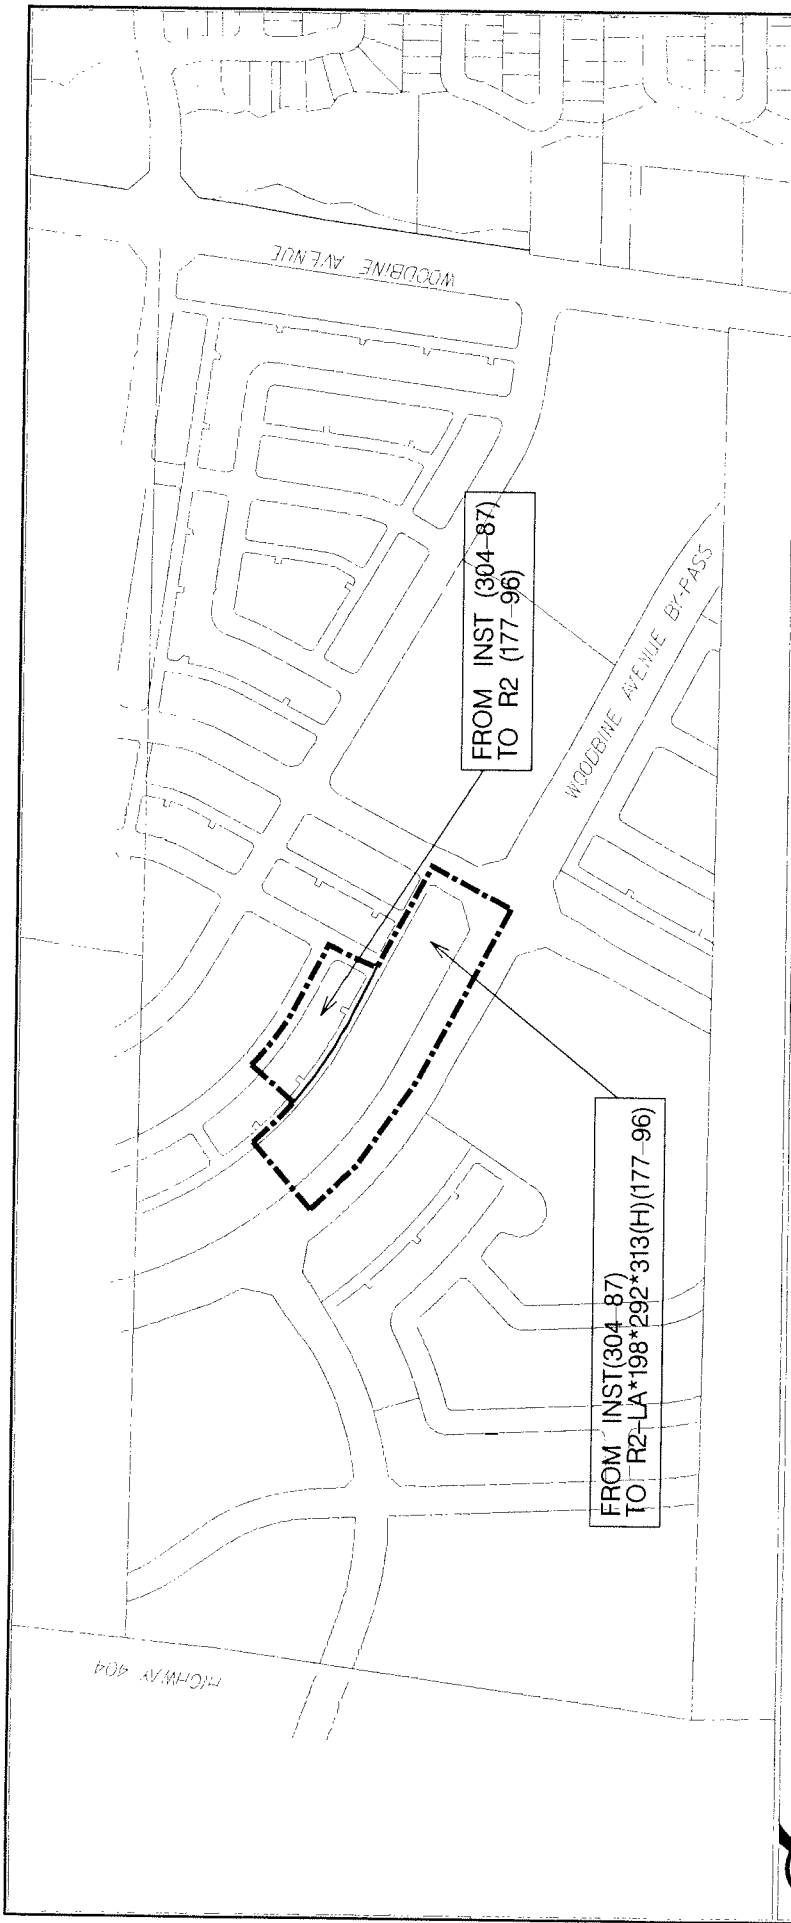 WOODBINE AVENUE
FROM INST (304-87)
TO R2 (177-96)
WOODBINE AVENUE BY-PASS
FROM INST(304-87)
TO R2-LA*198*292*313(H)(177-96)
HIGHWAY 404